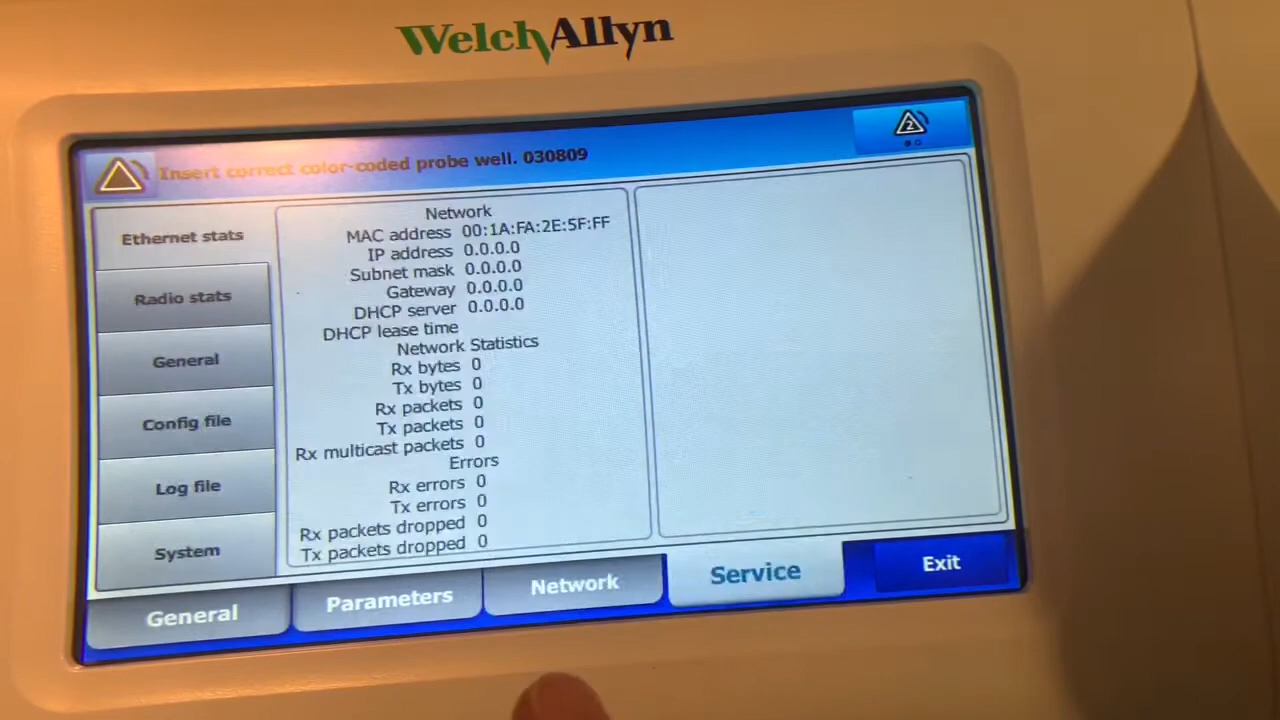 WelchAllyn
Insert correct color-coded probe well. 030809
2
Ethernet stats
Radio stats
General
Config file
Log file
System
Network
MAC address 00:1A:FA:2E:5F:FF
IP address 0.0.0.0
Subnet mask 0.0.0.0
Gateway 0.0.0.0
DHCP server 0.0.0.0
DHCP lease time
Network Statistics
Rx bytes 0
Tx bytes 0
Rx packets 0
Tx packets 0
Rx multicast packets 0
Errors
Rx errors 0
Tx errors 0
Rx packets dropped 0
Tx packets dropped 0
General
Parameters
Network
Service
Exit